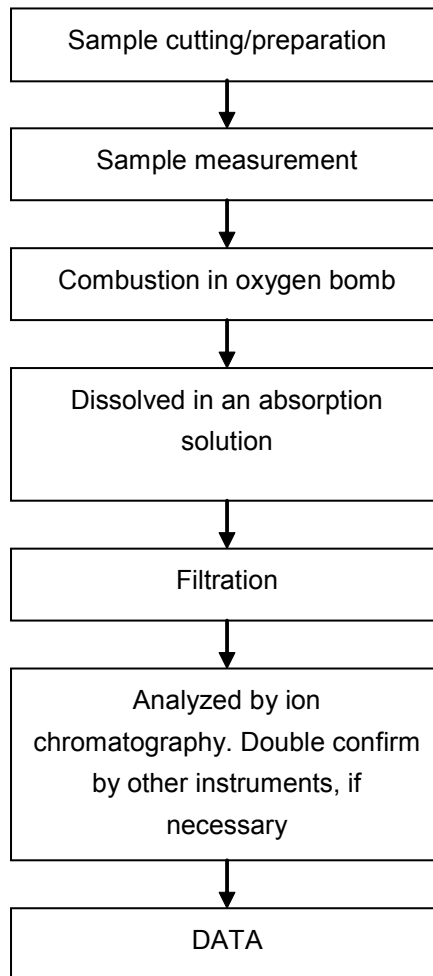 Sample cutting/preparation
Sample measurement
Combustion in oxygen bomb
Dissolved in an absorption
solution
Filtration
Analyzed by ion
chromatography. Double confirm
by other instruments, if
necessary
DATA